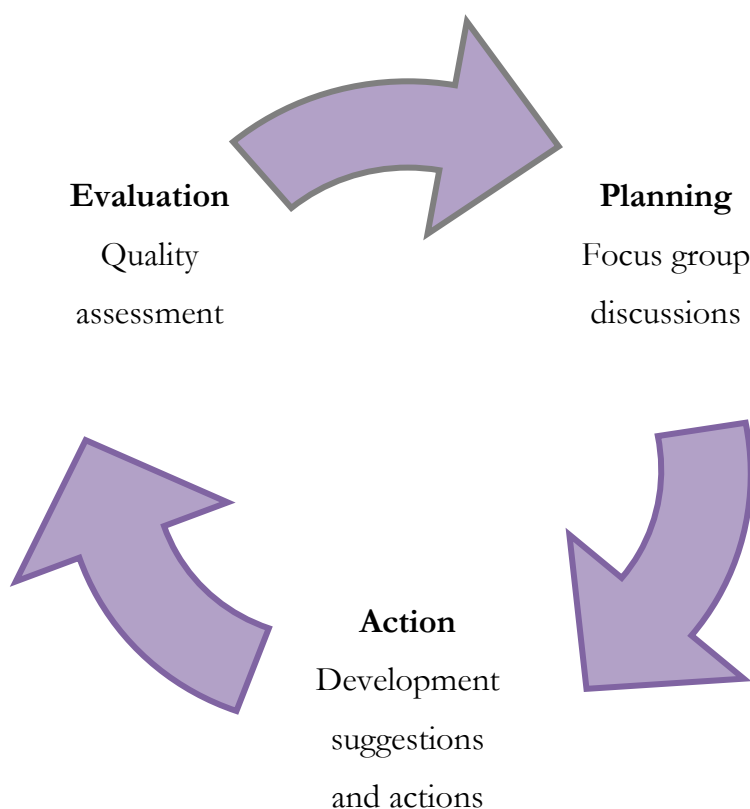 Evaluation
Quality
assessment
Planning
Focus group
discussions
Action
Development
suggestions
and actions